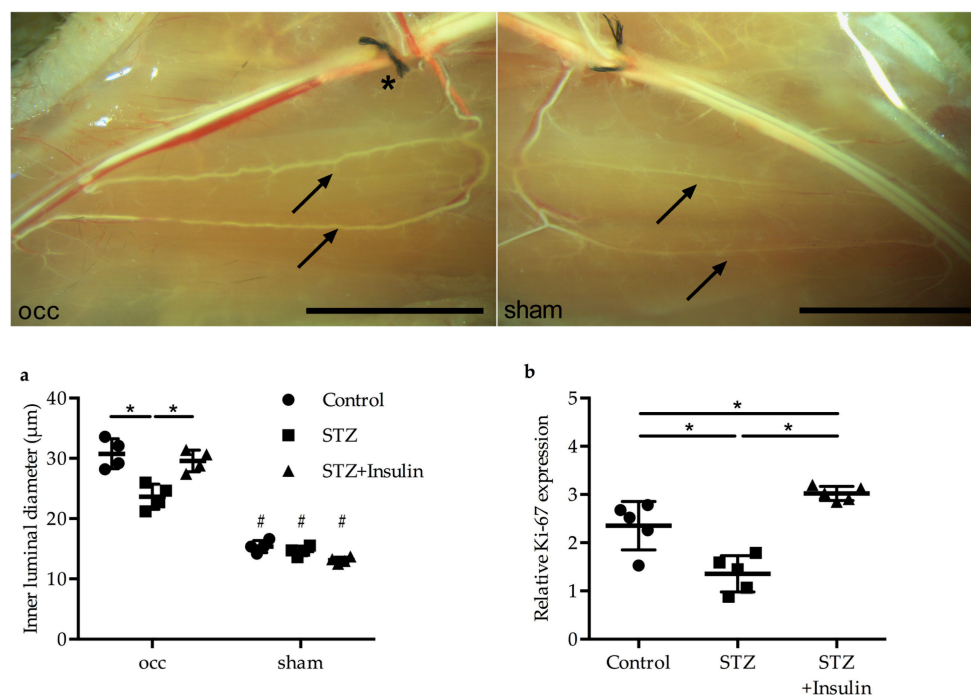 *
occ
sham
a
Inner luminal diameter (µm)
40
30
20
10
0
* *
# # #
occ
sham
Control
STZ
STZ+Insulin
b
Relative Ki-67 expression
5
4
3
2
1
0
*
* *
Control
STZ
STZ
+Insulin